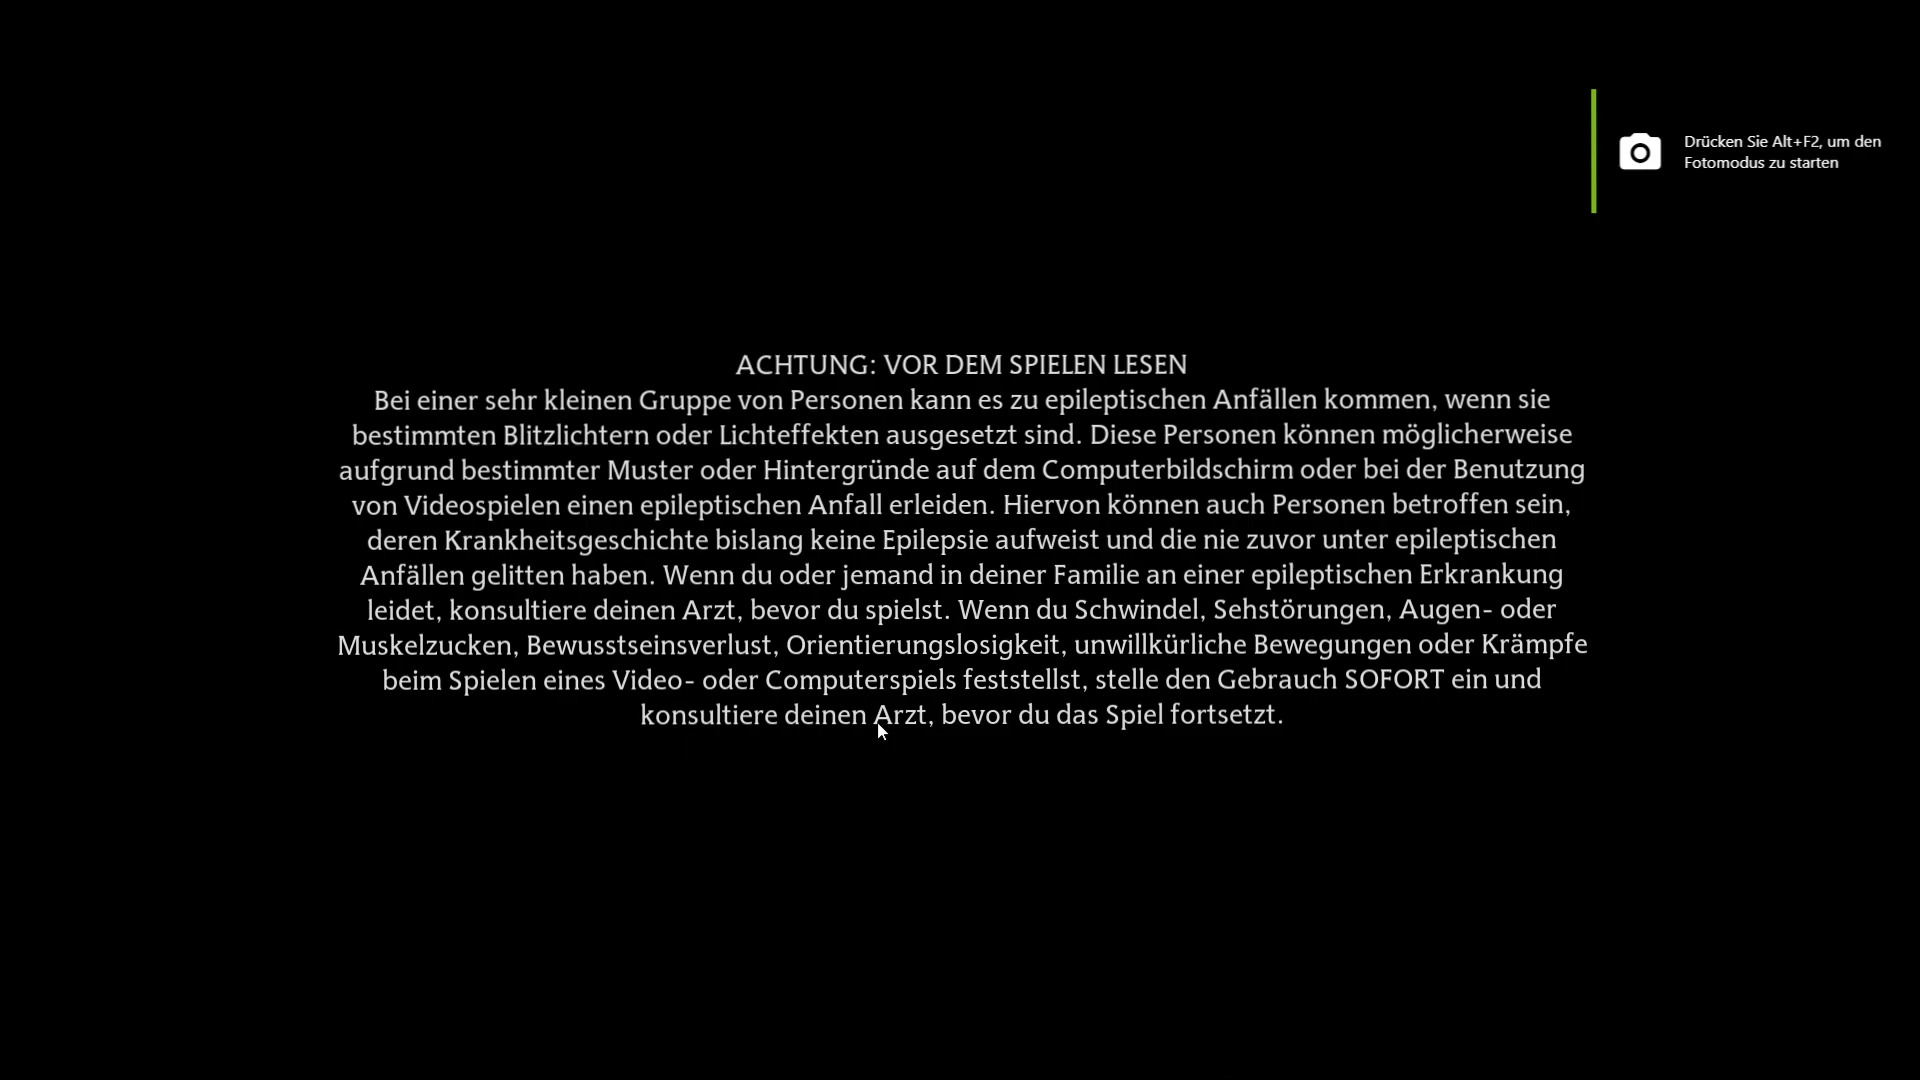 Drücken Sie Alt+F2, um den
Fotomodus zu starten
ACHTUNG: VOR DEM SPIELEN LESEN
Bei einer sehr kleinen Gruppe von Personen kann es zu epileptischen Anfällen kommen, wenn sie
bestimmten Blitzlichtern oder Lichteffekten ausgesetzt sind. Diese Personen können möglicherweise
aufgrund bestimmter Muster oder Hintergründe auf dem Computerbildschirm oder bei der Benutzung
von Videospielen einen epileptischen Anfall erleiden. Hiervon können auch Personen betroffen sein,
deren Krankheitsgeschichte bislang keine Epilepsie aufweist und die nie zuvor unter epileptischen
Anfällen gelitten haben. Wenn du oder jemand in deiner Familie an einer epileptischen Erkrankung
leidet, konsultiere deinen Arzt, bevor du spielst. Wenn du Schwindel, Sehstörungen, Augen- oder
Muskelzucken, Bewusstseinsverlust, Orientierungslosigkeit, unwillkürliche Bewegungen oder Krämpfe
beim Spielen eines Video- oder Computerspiels feststellst, stelle den Gebrauch SOFORT ein und
konsultiere deinen Arzt, bevor du das Spiel fortsetzt.